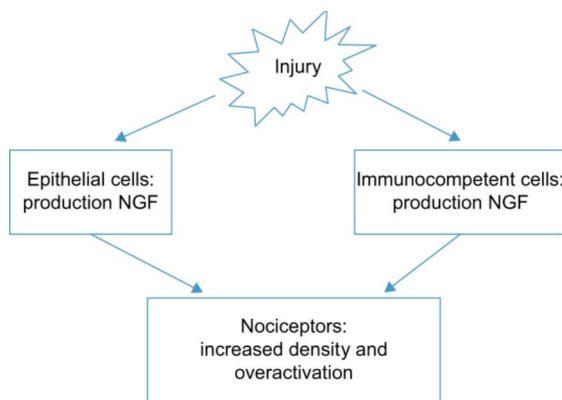 Injury
Epithelial cells:
production NGF
Immunocompetent cells:
production NGF
Nociceptors:
increased density and
overactivation